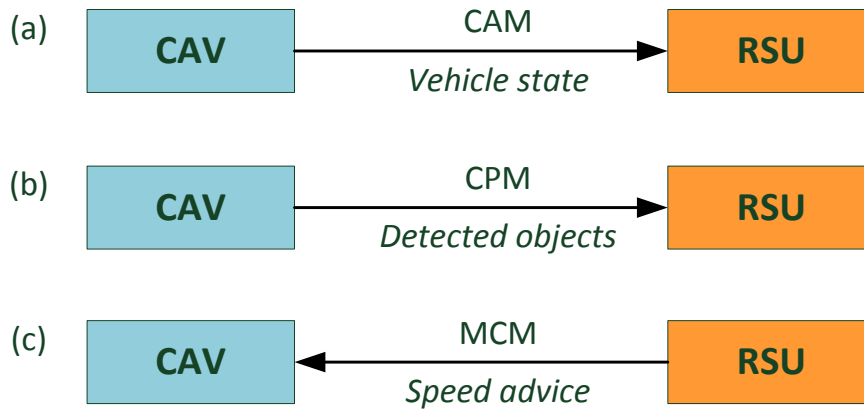 (a)
CAV
CAM
Vehicle state
RSU
(b)
CAV
CPM
Detected objects
RSU
(c)
CAV
MCM
Speed advice
RSU